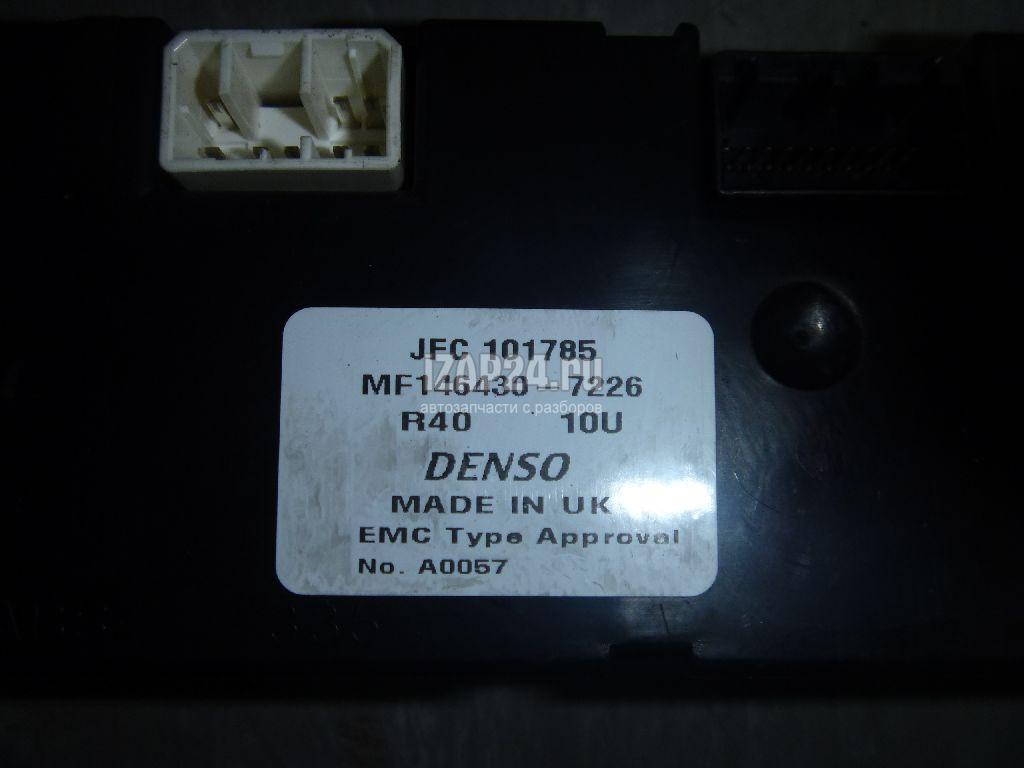 JFC 101785
IZAP24.ru
MF146430-7226
автозапчасти с разборов
R40 10U
DENSO
MADE IN UK
EMC Type Approval
No. A0057